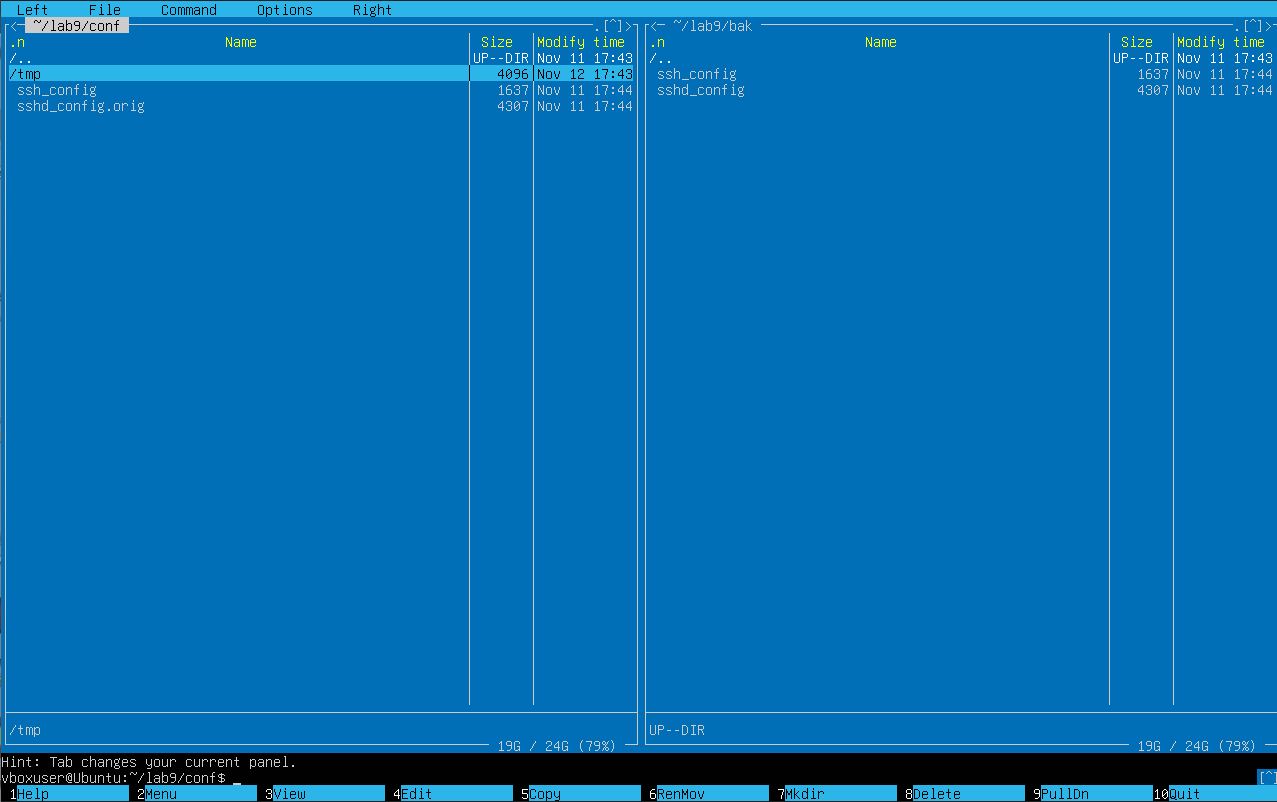 Left File Command Options Right
<─ ~/lab9/conf .[^]> <─ ~/lab9/bak .[^]>
.n Name Size Modify time .n Name Size Modify time
/.. UP--DIR Nov 11 17:43 /.. UP--DIR Nov 11 17:43
/tmp 4096 Nov 12 17:43 ssh_config 1637 Nov 11 17:44
ssh_config 1637 Nov 11 17:44 sshd_config 4307 Nov 11 17:44
sshd_config.orig 4307 Nov 11 17:44
/tmp UP--DIR
19G / 24G (79%) 19G / 24G (79%)
Hint: Tab changes your current panel.
vboxuser@Ubuntu:~/lab9/conf$ _ [^]
1Help 2Menu 3View 4Edit 5Copy 6RenMov 7Mkdir 8Delete 9PullDn 10Quit